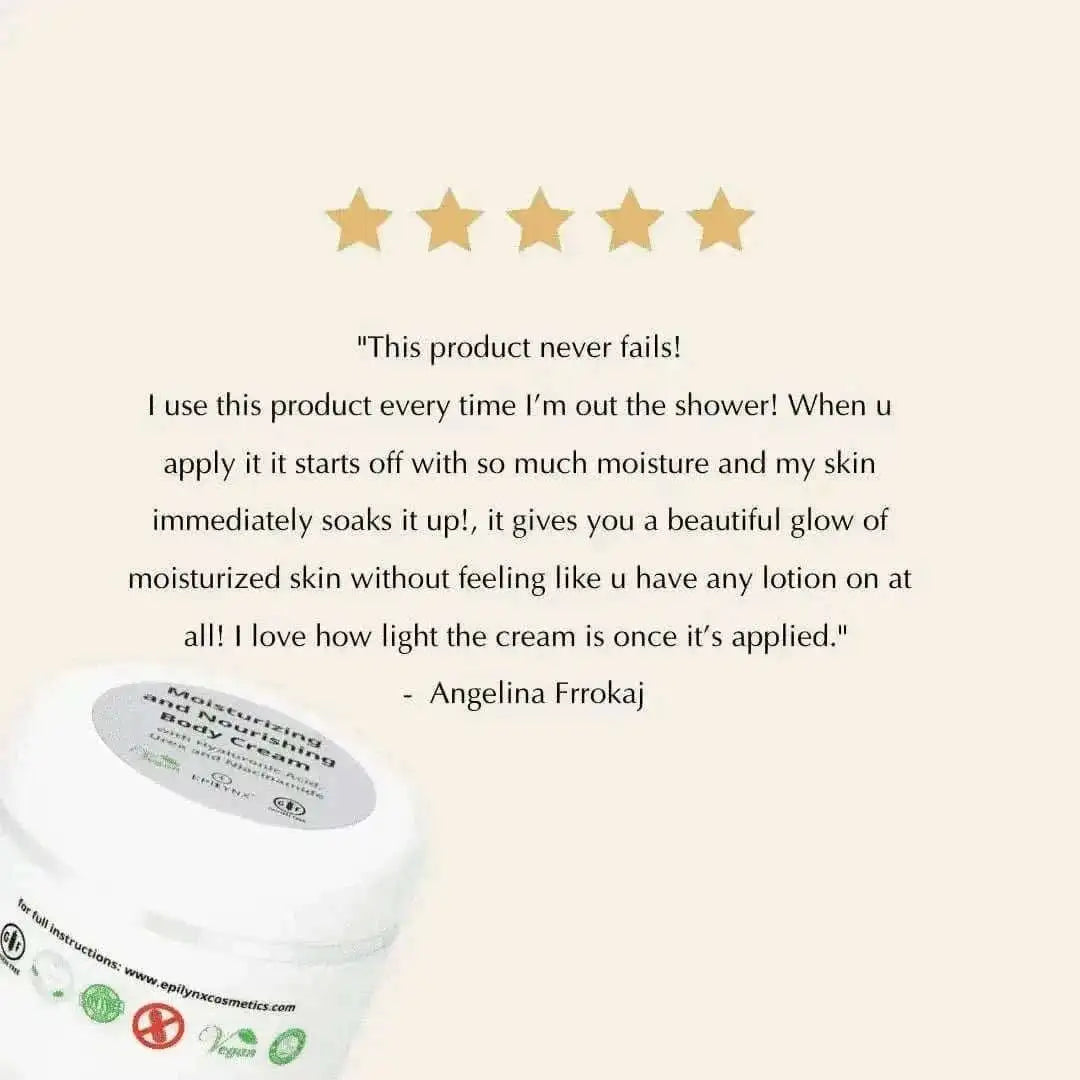 "This product never fails!
I use this product every time I’m out the shower! When u
apply it it starts off with so much moisture and my skin
immediately soaks it up!, it gives you a beautiful glow of
moisturized skin without feeling like u have any lotion on at
all! I love how light the cream is once it’s applied."
- Angelina Frrokaj
Moisturizing
and Nourishing
Body Cream
with Hyaluronic Acid,
Urea and Niacinamide
Vegan
EPILYNX
G F
for full instructions: www.epilynxcosmetics.com
G F
Vegan